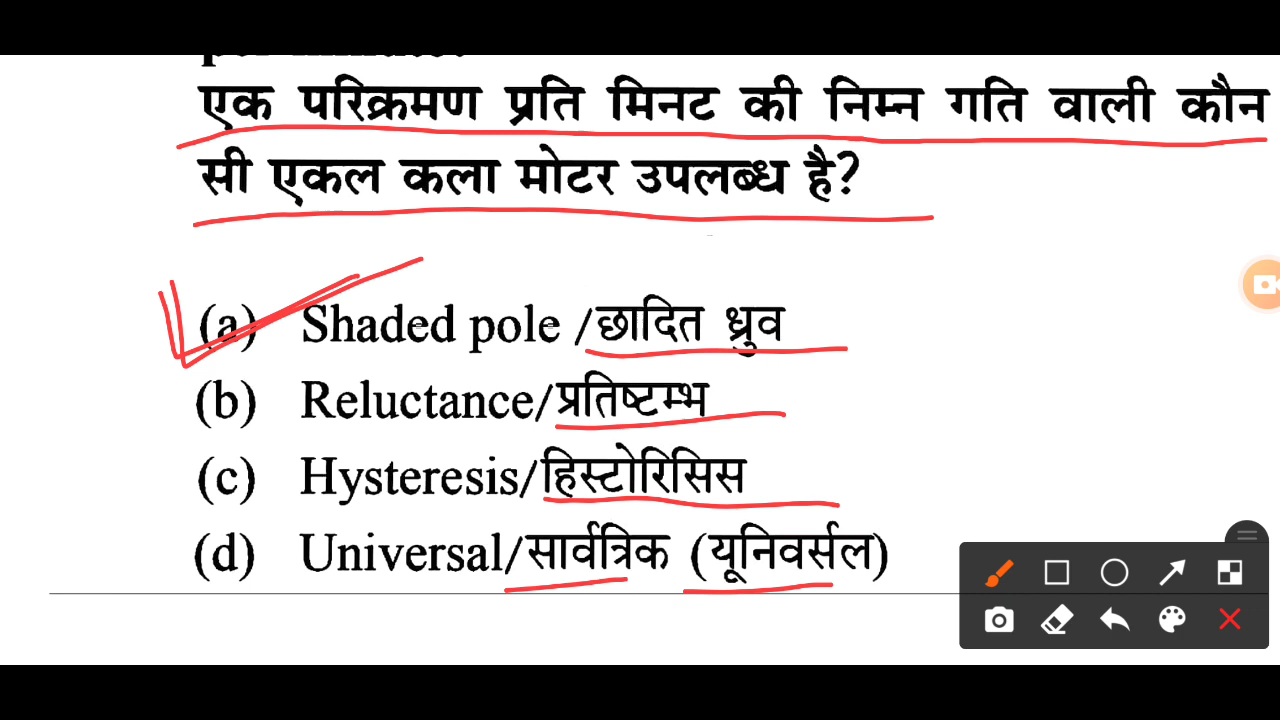 एक परिक्रमण प्रति मिनट की निम्न गति वाली कौन
सी एकल कला मोटर उपलब्ध है?
(a) Shaded pole /छादित ध्रुव
(b) Reluctance/प्रतिष्टम्भ
(c) Hysteresis/हिस्टोरिसिस
(d) Universal/सार्वत्रिक (यूनिवर्सल)